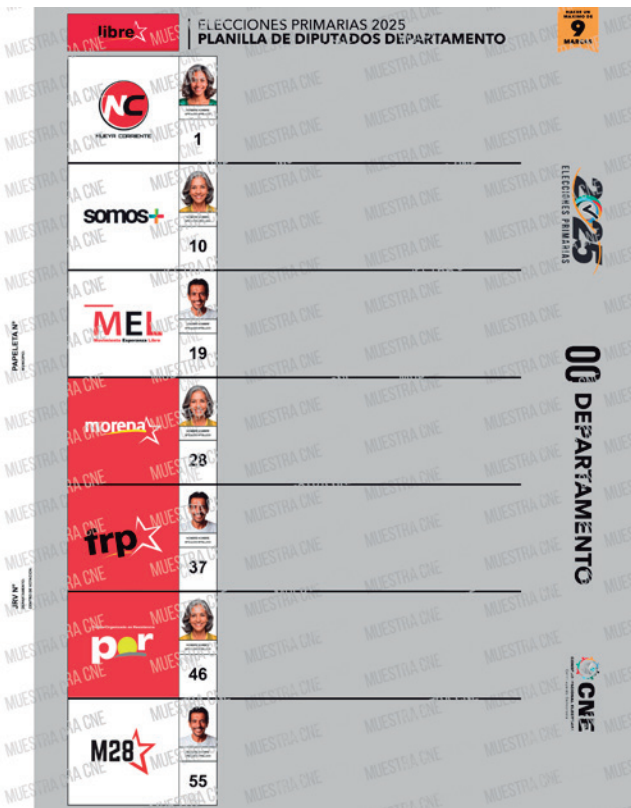 libre
ELECCIONES PRIMARIAS 2025
PLANILLA DE DIPUTADOS DEPARTAMENTO
HACER UN
MÁXIMO DE
9
MARCAS
NC
NUEVA CORRIENTE
1
somos+
10
MEL
Movimiento Esperanza Libre
19
morena
28
frp
37
por
46
M28
55
PAPELETA Nº
JRV Nº
2025
ELECCIONES PRIMARIAS
00 DEPARTAMENTO
CNE
MUESTRA CNE